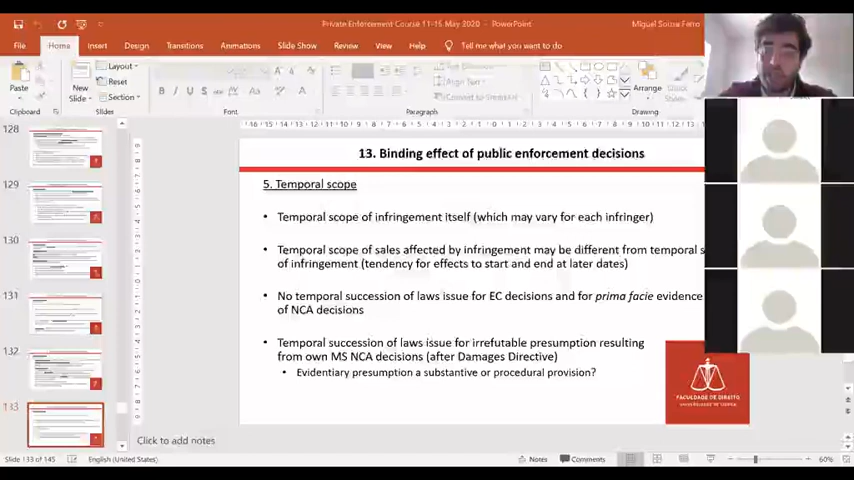 Private Enforcement Course 11-15 May 2020 - PowerPoint
Miguel Sousa Ferro
File Home Insert Design Transitions Animations Slide Show Review View Help Tell me what you want to do
Paste
New
Slide
Layout
Reset
Section
Arrange
Clipboard Slides Font Paragraph Drawing
128
129
130
131
132
133
13. Binding effect of public enforcement decisions
5. Temporal scope
• Temporal scope of infringement itself (which may vary for each infringer)
• Temporal scope of sales affected by infringement may be different from temporal s
of infringement (tendency for effects to start and end at later dates)
• No temporal succession of laws issue for EC decisions and for prima facie evidence
of NCA decisions
• Temporal succession of laws issue for irrefutable presumption resulting
from own MS NCA decisions (after Damages Directive)
• Evidentiary presumption a substantive or procedural provision?
FACULDADE DE DIREITO
UNIVERSIDADE DE LISBOA
Click to add notes
Slide 133 of 145 English (United States) Notes Comments 60%